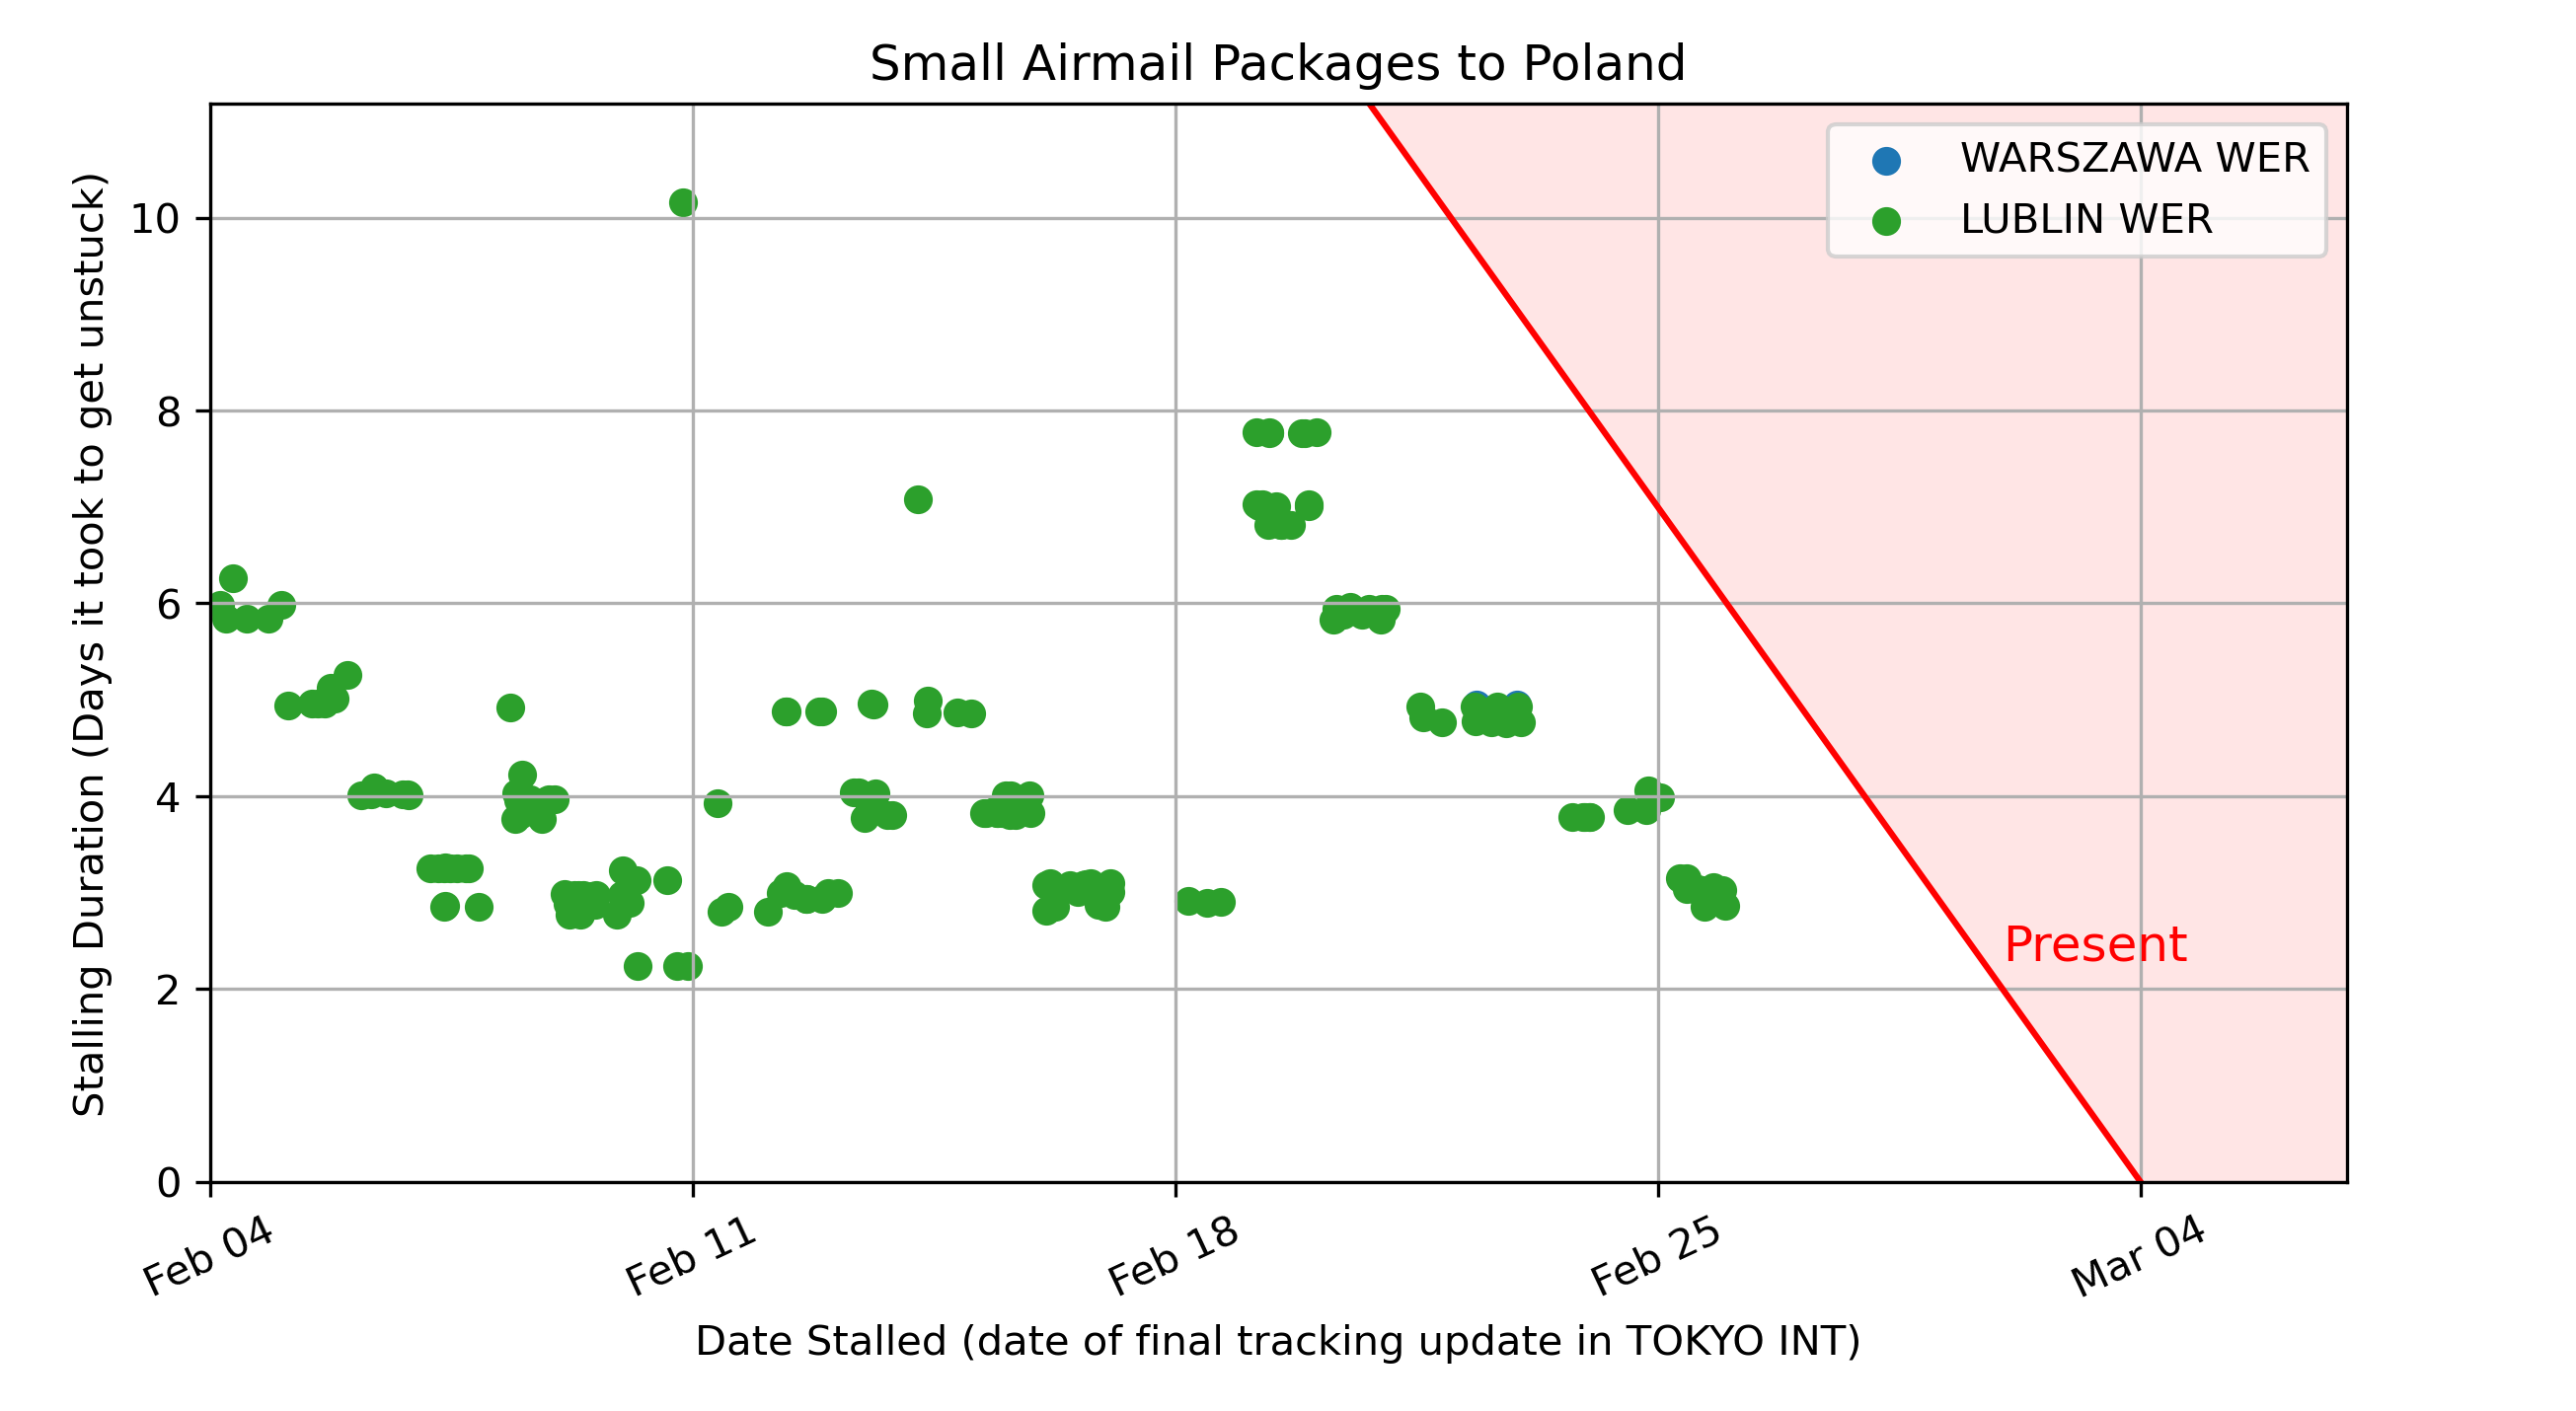 Small Airmail Packages to Poland
WARSZAWA WER
LUBLIN WER
Present
Stalling Duration (Days it took to get unstuck)
10
8
6
4
2
0
Feb 04
Feb 11
Feb 18
Feb 25
Mar 04
Date Stalled (date of final tracking update in TOKYO INT)